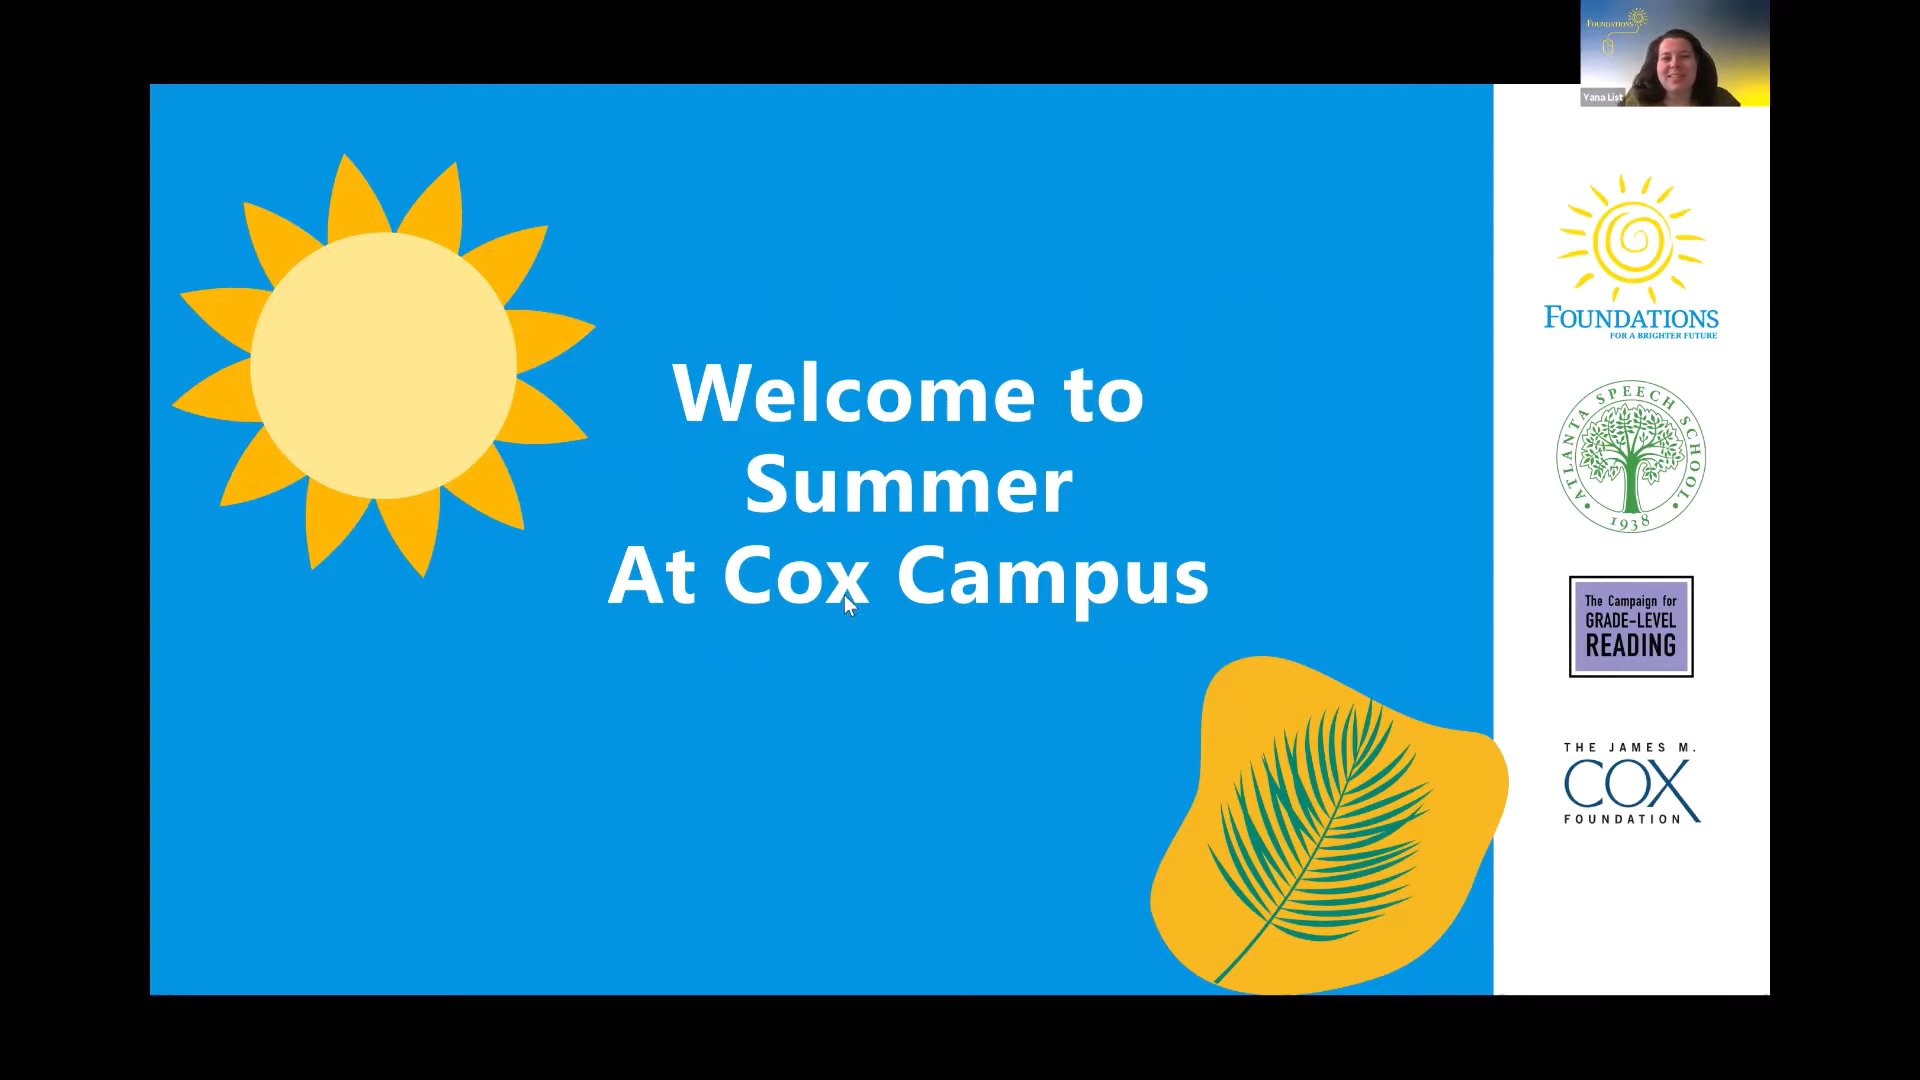 FOUNDATIONS
Yana List
Welcome to
Summer
At Cox Campus
FOUNDATIONS
FOR A BRIGHTER FUTURE
ATLANTA SPEECH SCHOOL
1938
The Campaign for
GRADE-LEVEL
READING
THE JAMES M.
COX
FOUNDATION